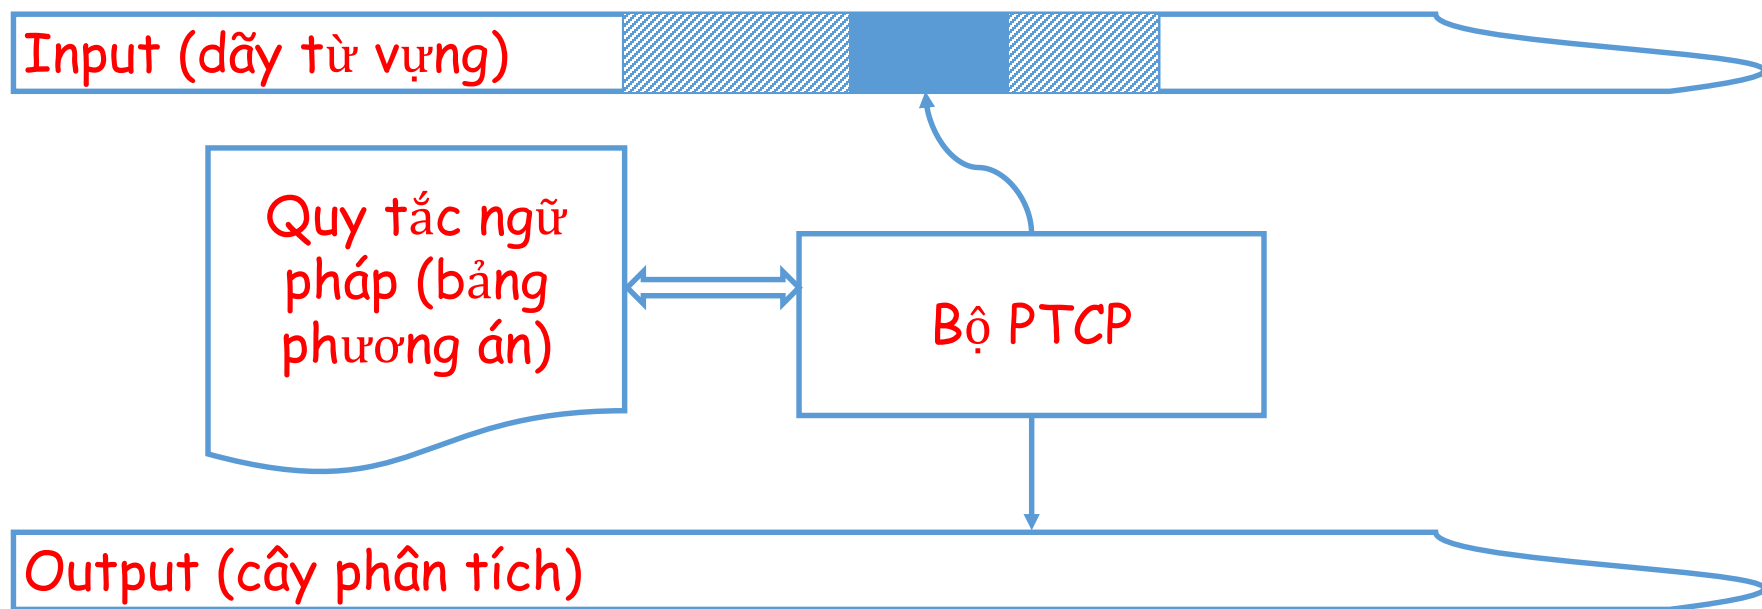 Input (dãy từ vựng)
Quy tắc ngữ
pháp (bảng
phương án)
Bộ PTCP
Output (cây phân tích)